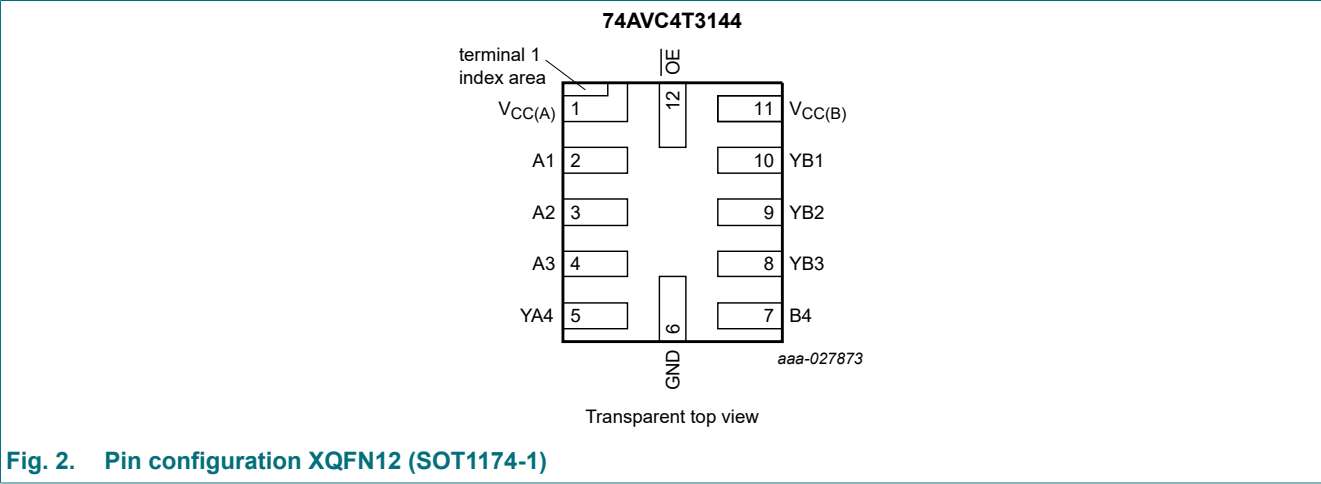 74AVC4T3144
terminal 1
index area
OE
VCC(A) 1
12
11 VCC(B)
A1 2
10 YB1
A2 3
9 YB2
A3 4
8 YB3
YA4 5
6
7 B4
GND
aaa-027873
Transparent top view
Fig. 2. Pin configuration XQFN12 (SOT1174-1)